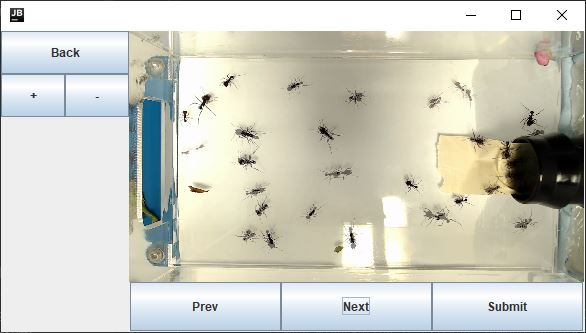 JB
Back
+
-
Prev
Next
Submit